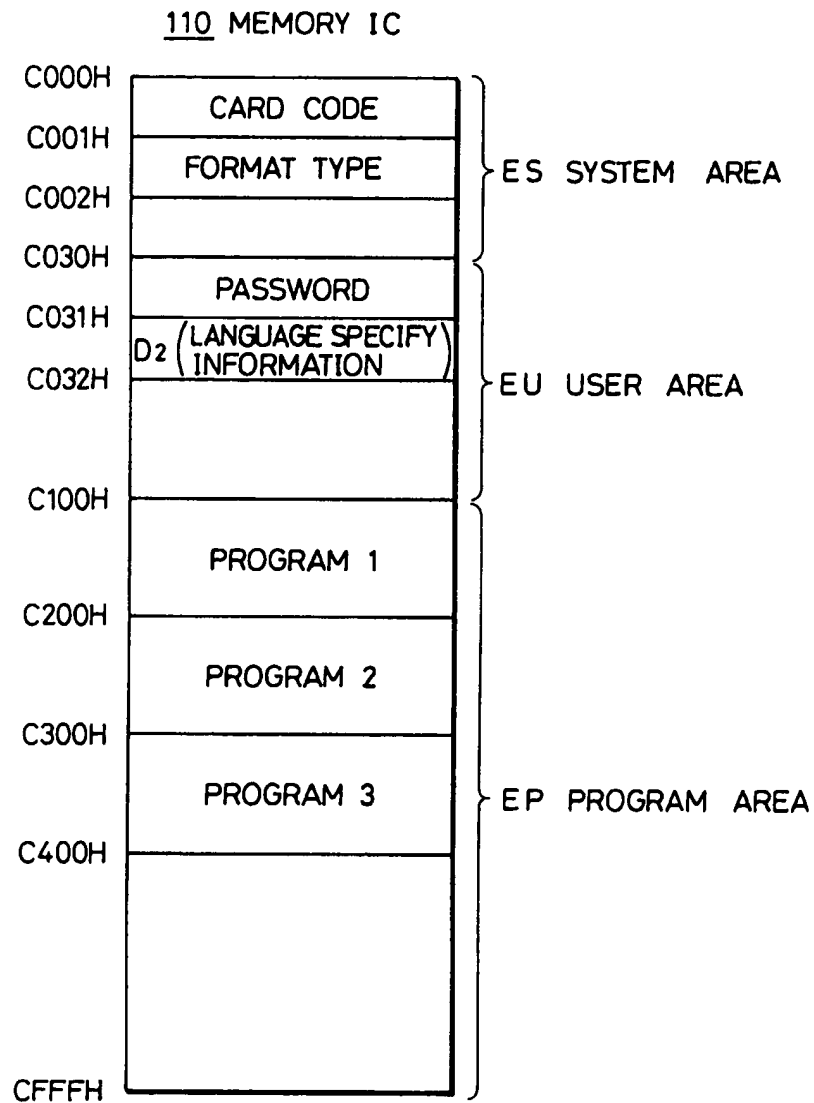 110 MEMORY IC
C000H
CARD CODE
C001H
FORMAT TYPE
ES SYSTEM AREA
C002H
C030H
PASSWORD
C031H
D2 (LANGUAGE SPECIFY
INFORMATION)
C032H
EU USER AREA
C100H
PROGRAM 1
C200H
PROGRAM 2
C300H
PROGRAM 3
EP PROGRAM AREA
C400H
CFFFH